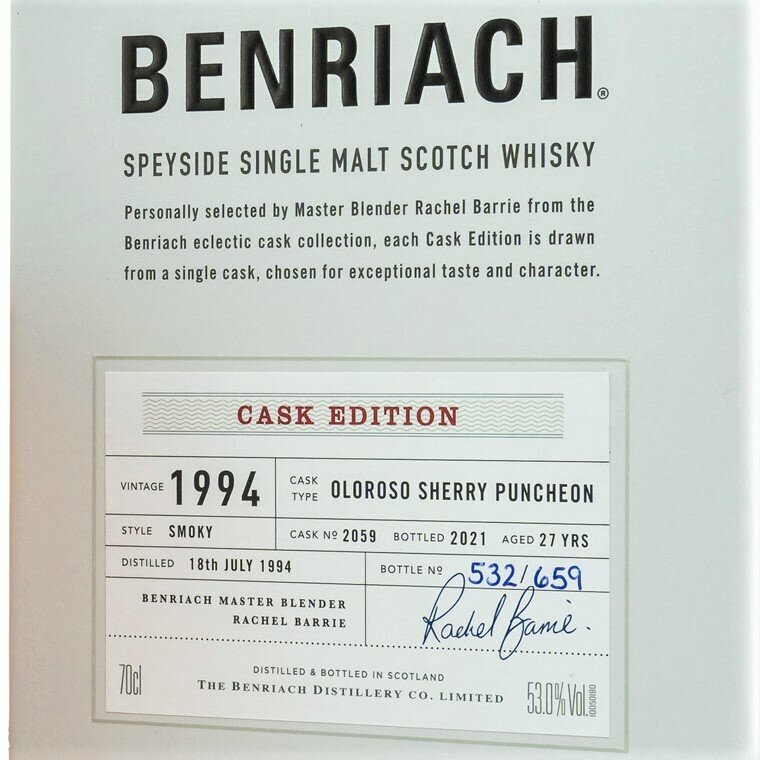 BENRIACH®
SPEYSIDE SINGLE MALT SCOTCH WHISKY
Personally selected by Master Blender Rachel Barrie from the
Benriach eclectic cask collection, each Cask Edition is drawn
from a single cask, chosen for exceptional taste and character.
CASK EDITION
VINTAGE 1994 CASK TYPE OLOROSO SHERRY PUNCHEON
STYLE SMOKY CASK Nº 2059 BOTTLED 2021 AGED 27 YRS
DISTILLED 18th JULY 1994 BOTTLE Nº 532/659
BENRIACH MASTER BLENDER
RACHEL BARRIE
Rachel Barrie.
DISTILLED & BOTTLED IN SCOTLAND
70cl THE BENRIACH DISTILLERY CO. LIMITED 53.0% Vol.